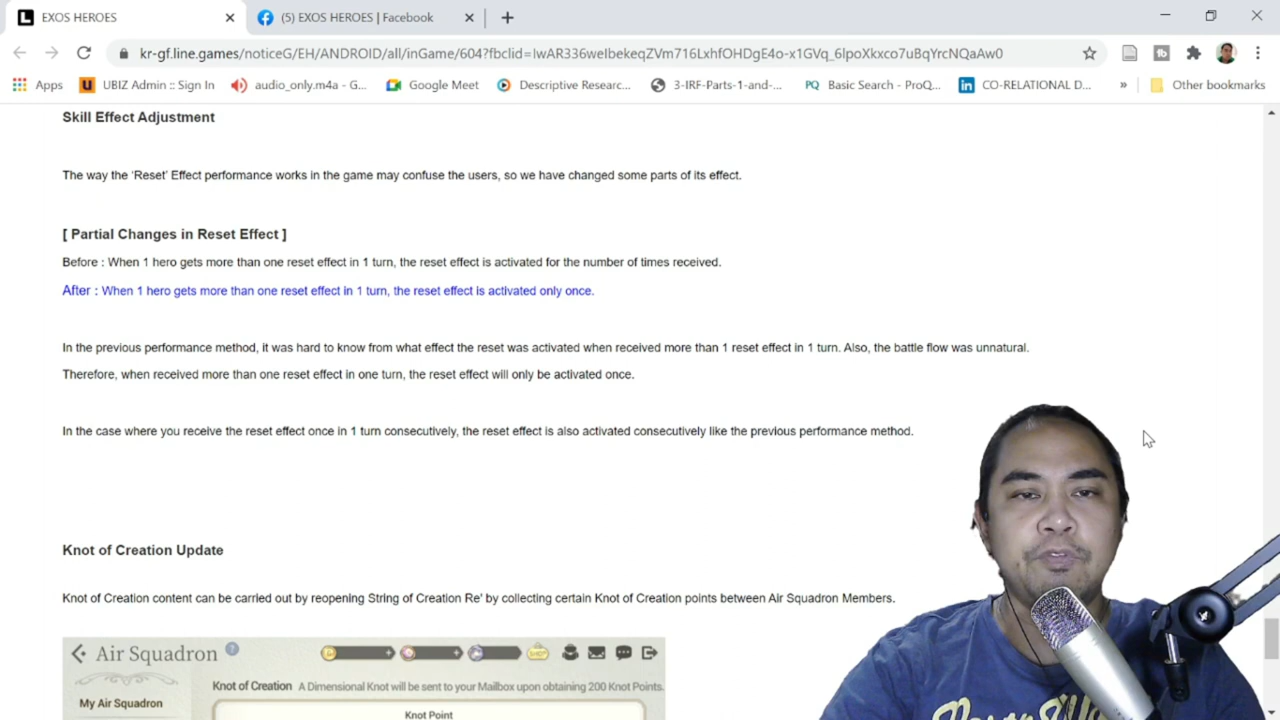 EXOS HEROES
(5) EXOS HEROES | Facebook
kr-gf.line.games/noticeG/EH/ANDROID/all/inGame/604?fbclid=IwAR336weIbekeqZVm716LxhfOHDgE4o-x1GVq_6lpoXkxco7uBqYrcNQaAw0
Apps
UBIZ Admin :: Sign In
audio_only.m4a - G...
Google Meet
Descriptive Researc...
3-IRF-Parts-1-and-...
PQ Basic Search - ProQ...
CO-RELATIONAL D...
»
Other bookmarks
Skill Effect Adjustment
The way the ‘Reset’ Effect performance works in the game may confuse the users, so we have changed some parts of its effect.
[ Partial Changes in Reset Effect ]
Before : When 1 hero gets more than one reset effect in 1 turn, the reset effect is activated for the number of times received.
After : When 1 hero gets more than one reset effect in 1 turn, the reset effect is activated only once.
In the previous performance method, it was hard to know from what effect the reset was activated when received more than 1 reset effect in 1 turn. Also, the battle flow was unnatural.
Therefore, when received more than one reset effect in one turn, the reset effect will only be activated once.
In the case where you receive the reset effect once in 1 turn consecutively, the reset effect is also activated consecutively like the previous performance method.
Knot of Creation Update
Knot of Creation content can be carried out by reopening String of Creation Re' by collecting certain Knot of Creation points between Air Squadron Members.
Air Squadron
SHOP
Knot of Creation A Dimensional Knot will be sent to your Mailbox upon obtaining 200 Knot Points.
My Air Squadron
Knot Point